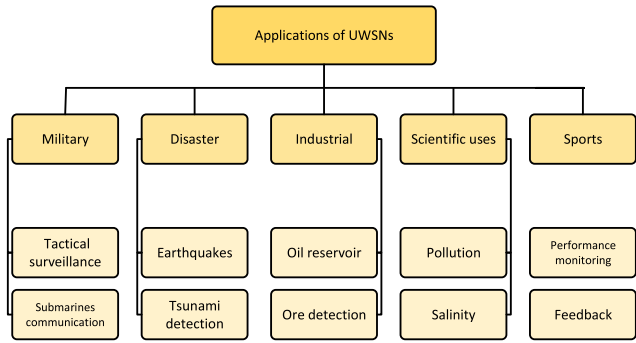 Applications of UWSNs
Military
Disaster
Industrial
Scientific uses
Sports
Tactical
surveillance
Earthquakes
Oil reservoir
Pollution
Performance
monitoring
Submarines
communication
Tsunami
detection
Ore detection
Salinity
Feedback